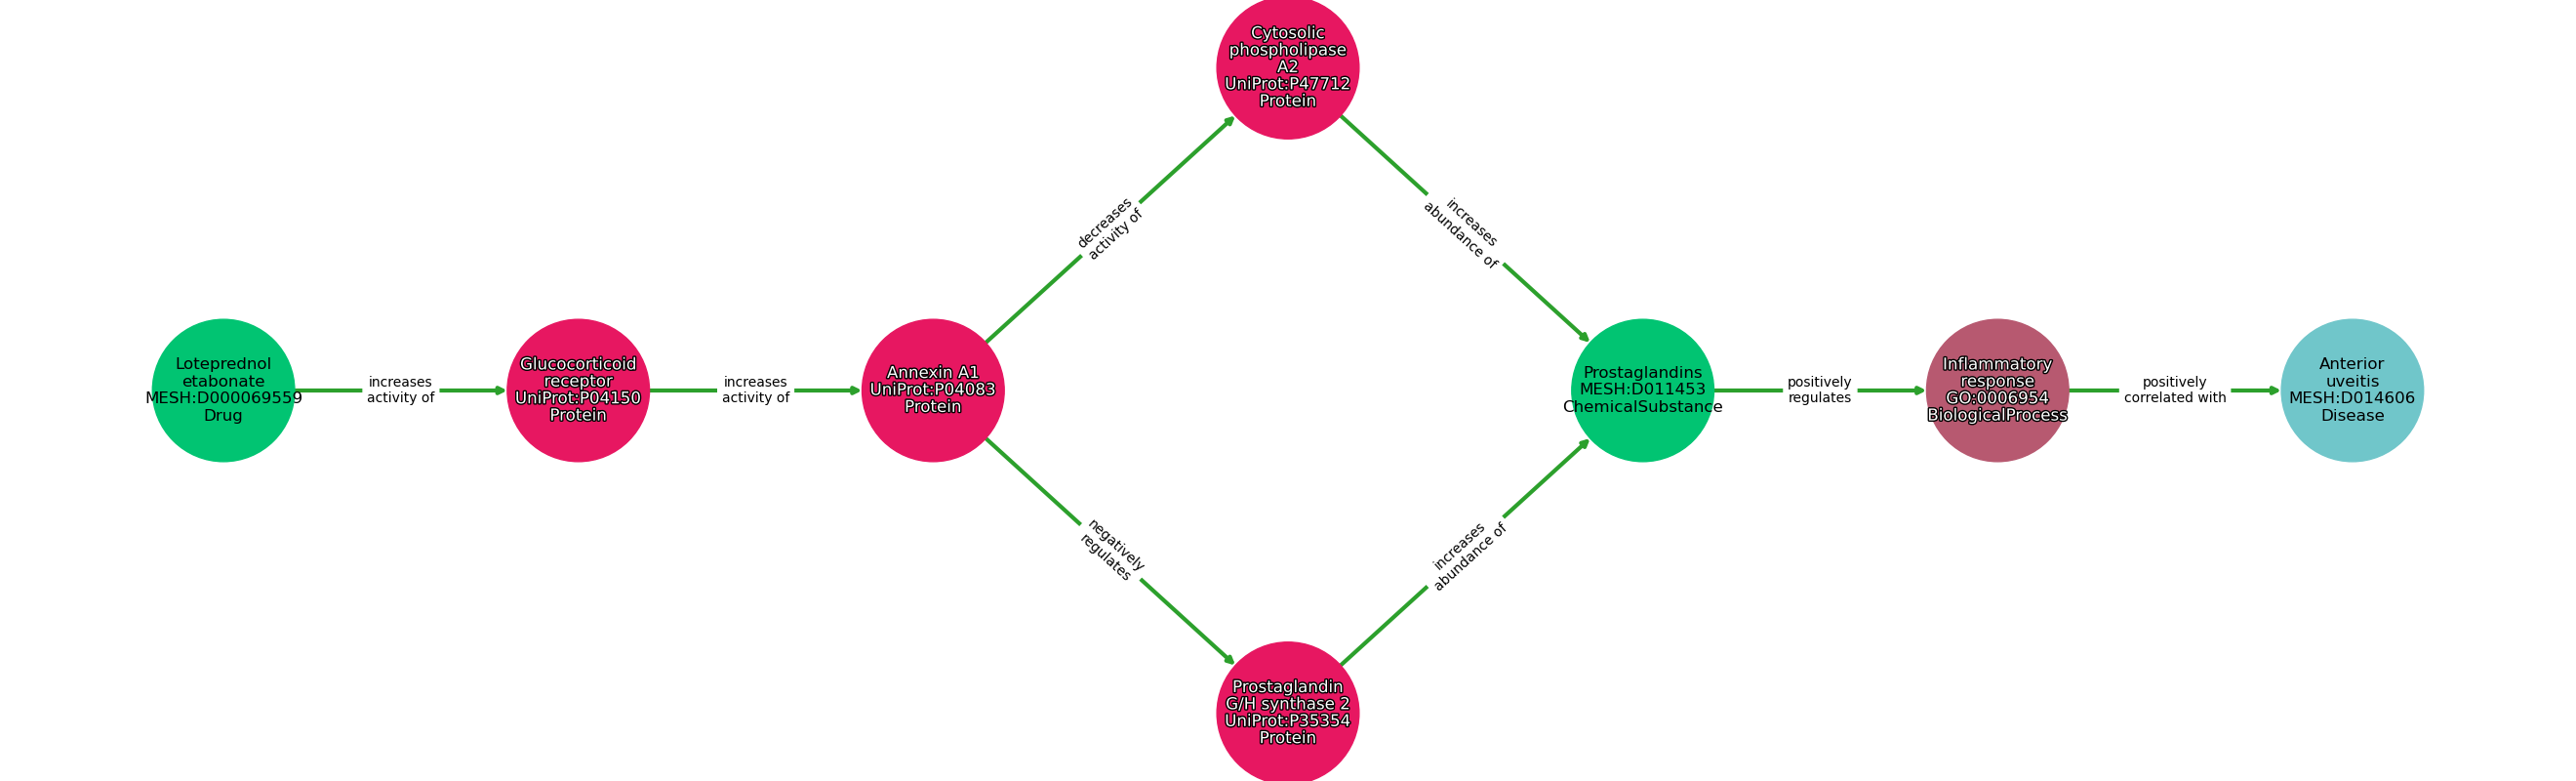 Cytosolic
phospholipase
A2
UniProt:P47712
Protein
decreases
activity of
increases
abundance of
Loteprednol
etabonate
MESH:D000069559
Drug
increases
activity of
Glucocorticoid
receptor
UniProt:P04150
Protein
increases
activity of
Annexin A1
UniProt:P04083
Protein
Prostaglandins
MESH:D011453
ChemicalSubstance
positively
regulates
Inflammatory
response
GO:0006954
BiologicalProcess
positively
correlated with
Anterior
uveitis
MESH:D014606
Disease
negatively
regulates
increases
abundance of
Prostaglandin
G/H synthase 2
UniProt:P35354
Protein